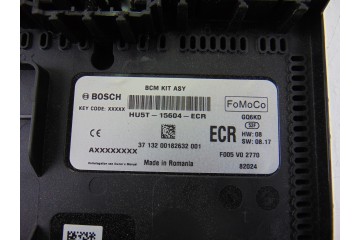 BCM KIT ASY
BOSCH
KEY CODE: XXXXX
HU5T - 15604 - ECR
FoMoCo
GQ6KD
ECR
HW: 08
SW: 08.17
Made in Romania
AXXXXXXXXX
37 132 00182632 001
F005 V0 2770
82024